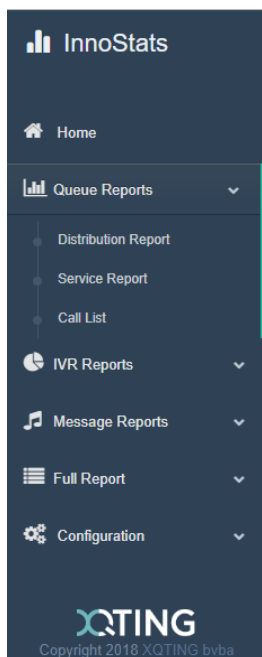 InnoStats
Home
Queue Reports
Distribution Report
Service Report
Call List
IVR Reports
Message Reports
Full Report
Configuration
XQTING
Copyright 2018 XQTING bvba